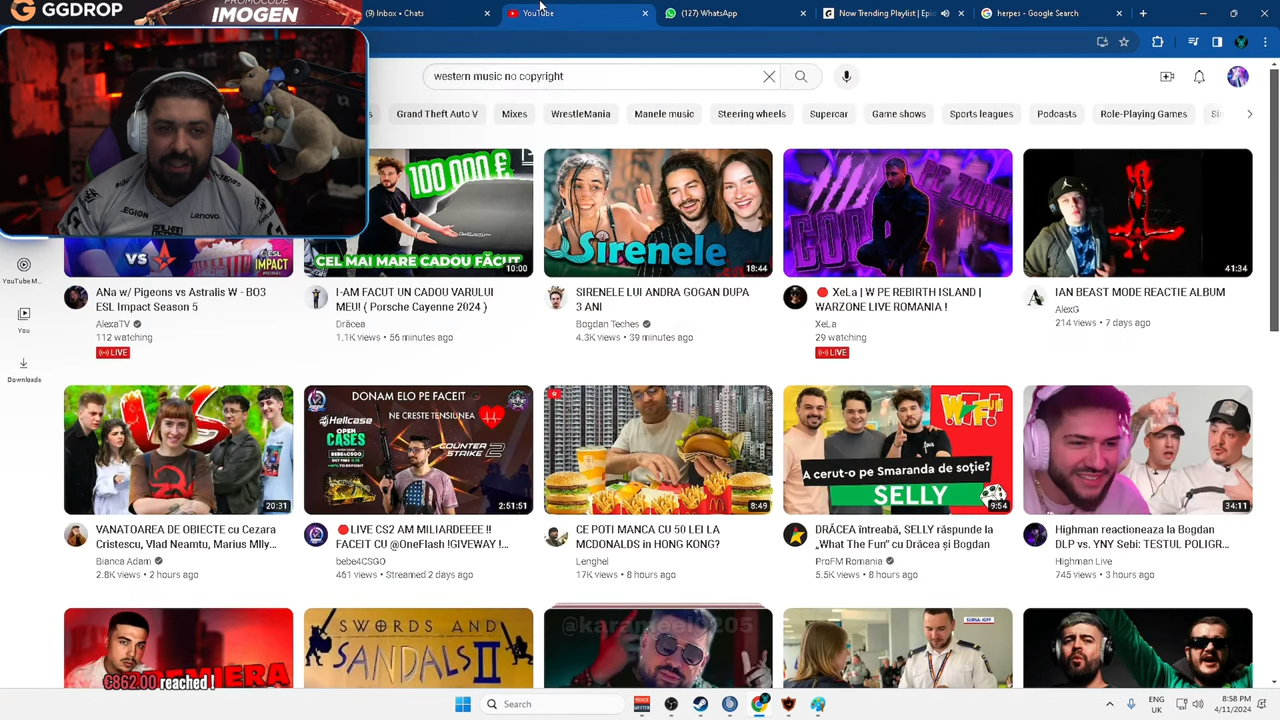 GGDROP
PROMOCODE
IMOGEN
(9) Inbox - Chatz
YouTube
(127) WhatsApp
Now Trending Playlist | Epi
herpes - Google Search
western music no copyright
Grand Theft Auto V
Mixes
WrestleMania
Manele music
Steering wheels
Supercar
Game shows
Sports leagues
Podcasts
Role-Playing Games
LEGION
Lenovo
YouTube M...
You
Downloads
VS
ESL
IMPACT
100 000 €
CEL MAI MARE CADOU FĂCUT
10:00
Sirenele
18:44
41:34
ANa w/ Pigeons vs Astralis W - BO3
ESL Impact Season 5
AlexaTV
112 watching
LIVE
I-AM FACUT UN CADOU VARULUI
MEU! ( Porsche Cayenne 2024 )
Drăcea
1.1K views • 56 minutes ago
SIRENELE LUI ANDRA GOGAN DUPA
3 ANI
Bogdan Teches
4.3K views • 39 minutes ago
🔴 XeLa | W PE REBIRTH ISLAND |
WARZONE LIVE ROMANIA !
XeLa
29 watching
LIVE
IAN BEAST MODE REACTIE ALBUM
AlexG
214 views • 7 days ago
20:31
DONAM ELO PE FACEIT
NE CRESTE TENSIUNEA
Hellcase
OPEN
CASES
BEBE4CSGO
COUNTER
STRIKE 2
2:51:51
8:49
WTF!
A cerut-o pe Smaranda de soție?
SELLY
9:54
34:11
VANATOAREA DE OBIECTE cu Cezara
Cristescu, Vlad Neamtu, Marius MIly...
Bianca Adam
2.8K views • 2 hours ago
🔴LIVE CS2 AM MILIARDEEEE !!
FACEIT CU @OneFlash !GIVEWAY !...
bebe4CSGO
461 views • Streamed 2 days ago
CE POTI MANCA CU 50 LEI LA
MCDONALDS in HONG KONG?
Lenghel
17K views • 8 hours ago
DRĂCEA întreabă, SELLY răspunde la
„What The Fun” cu Drăcea și Bogdan
ProFM Romania
5.5K views • 8 hours ago
Highman reactioneaza la Bogdan
DLP vs. YNY Sebi: TESTUL POLIGR...
Highman Live
745 views • 3 hours ago
€862.00 reached !
SWORDS AND
SANDALS II
SURSA: IGPF
Search
ENG
UK
8:58 PM
4/11/2024